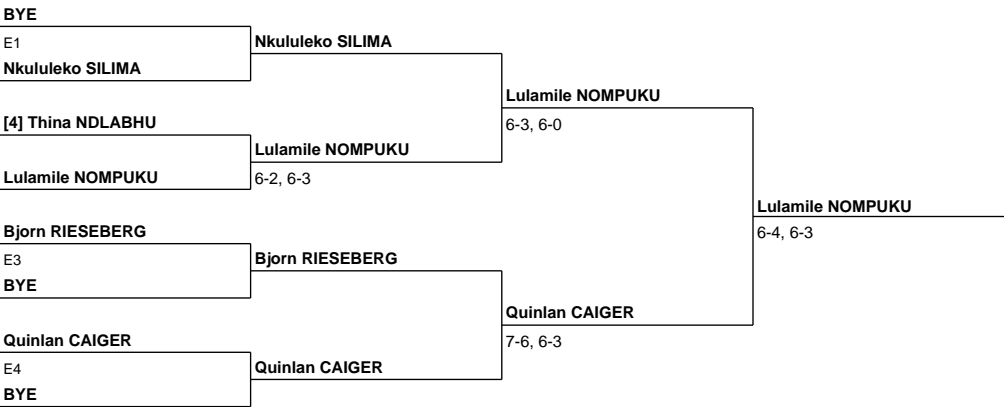 BYE
E1
Nkululeko SILIMA
Nkululeko SILIMA
[4] Thina NDLABHU
Lulamile NOMPUKU
Lulamile NOMPUKU
6-2, 6-3
Lulamile NOMPUKU
6-3, 6-0
Bjorn RIESEBERG
E3
BYE
Bjorn RIESEBERG
Quinlan CAIGER
E4
BYE
Quinlan CAIGER
Quinlan CAIGER
7-6, 6-3
Lulamile NOMPUKU
6-4, 6-3